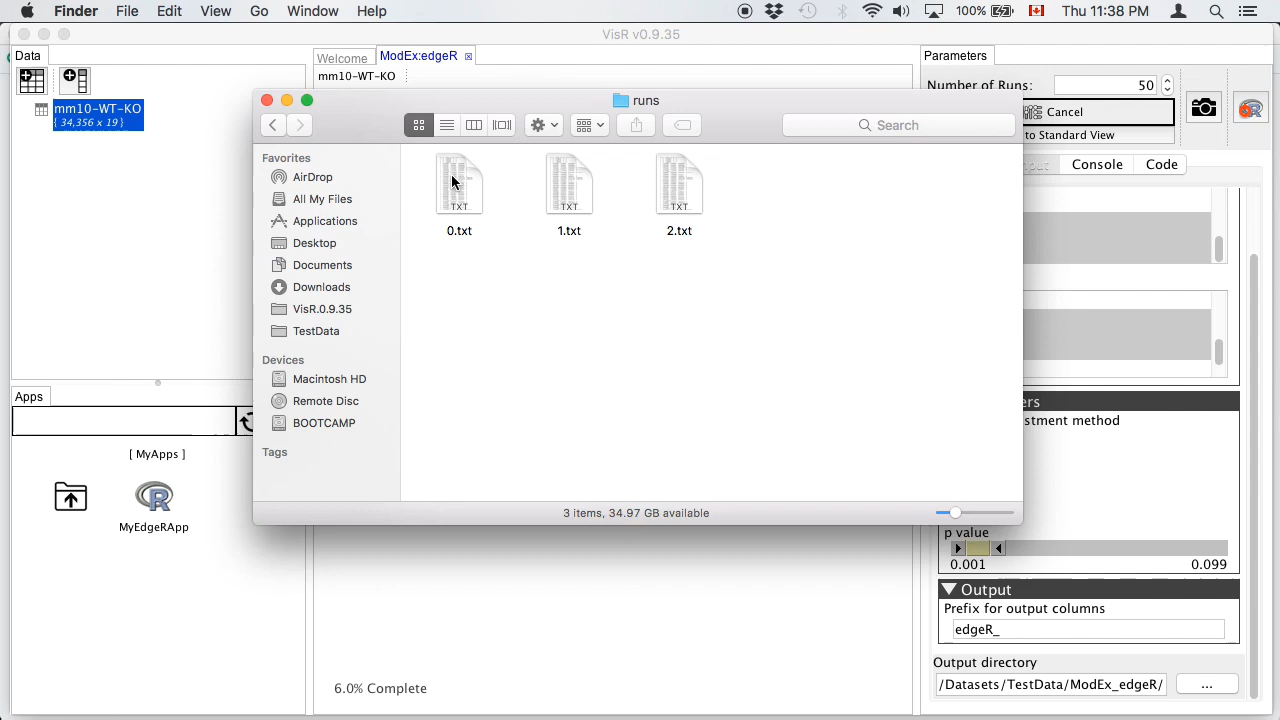 Finder File Edit View Go Window Help 100% Thu 11:38 PM
VisR v0.9.35
Data
mm10-WT-KO
{ 34,356 x 19 }
Welcome ModEx:edgeR
mm10-WT-KO
Parameters
Number of Runs: 50
Cancel
to Standard View
Console Code
runs
Search
Favorites
AirDrop
All My Files
Applications
Desktop
Documents
Downloads
VisR.0.9.35
TestData
Devices
Macintosh HD
Remote Disc
BOOTCAMP
Tags
TXT TXT TXT
0.txt 1.txt 2.txt
3 items, 34.97 GB available
Apps
[ MyApps ]
R
MyEdgeRApp
6.0% Complete
ers
stment method
p value
0.001 0.099
Output
Prefix for output columns
edgeR_
Output directory
/Datasets/TestData/ModEx_edgeR/ ...